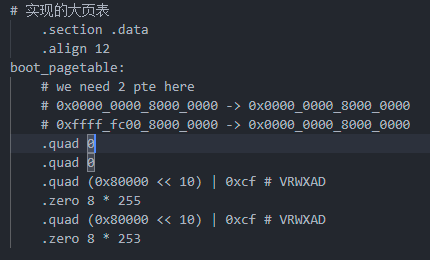 # 实现的大页表
.section .data
.align 12
boot_pagetable:
# we need 2 pte here
# 0x0000_0000_8000_0000 -> 0x0000_0000_8000_0000
# 0xffff_fc00_8000_0000 -> 0x0000_0000_8000_0000
.quad 0
.quad 0
.quad (0x80000 << 10) | 0xcf # VRWXAD
.zero 8 * 255
.quad (0x80000 << 10) | 0xcf # VRWXAD
.zero 8 * 253